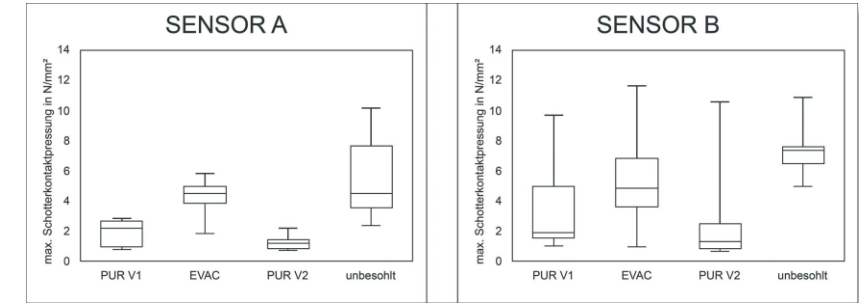 SENSOR A
max. Schotterkontaktpressung in N/mm²
14
12
10
8
6
4
2
0
PUR V1
EVAC
PUR V2
unbesohlt
SENSOR B
max. Schotterkontaktpressung in N/mm²
14
12
10
8
6
4
2
0
PUR V1
EVAC
PUR V2
unbesohlt